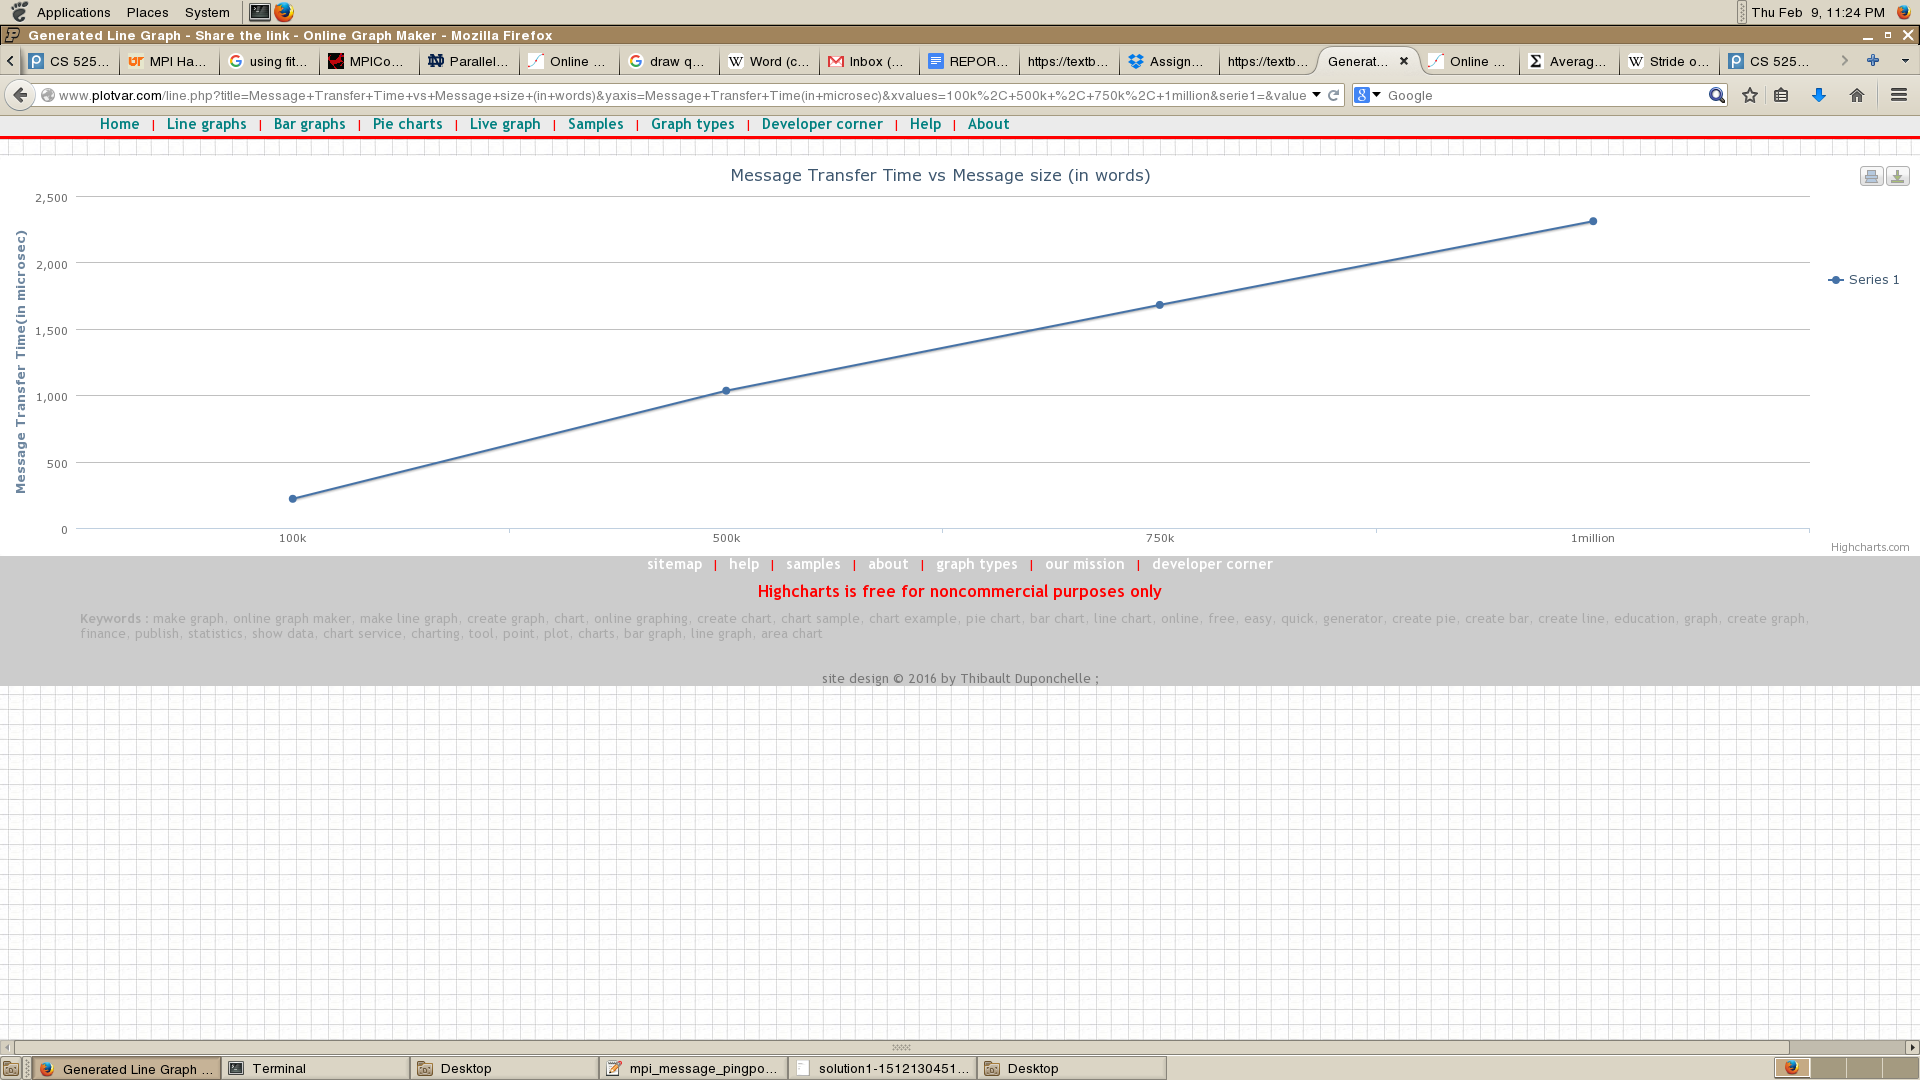 Applications Places System Thu Feb 9, 11:24 PM
Generated Line Graph - Share the link - Online Graph Maker - Mozilla Firefox
CS 525... MPI Ha... using fit... MPICo... Parallel... Online ... draw q... Word (c... Inbox (... REPOR... https://textb... Assign... https://textb... Generat... Online ... Averag... Stride o... CS 525...
www.plotvar.com/line.php?title=Message+Transfer+Time+vs+Message+size+(in+words)&yaxis=Message+Transfer+Time(in+microsec)&xvalues=100k%2C+500k+%2C+750k%2C+1million&serie1=&value Google
Home | Line graphs | Bar graphs | Pie charts | Live graph | Samples | Graph types | Developer corner | Help | About
Message Transfer Time vs Message size (in words)
Message Transfer Time(in microsec)
2,500
2,000
1,500
1,000
500
0
Series 1
100k 500k 750k 1million
Highcharts.com
sitemap | help | samples | about | graph types | our mission | developer corner
Highcharts is free for noncommercial purposes only
Keywords : make graph, online graph maker, make line graph, create graph, chart, online graphing, create chart, chart sample, chart example, pie chart, bar chart, line chart, online, free, easy, quick, generator, create pie, create bar, create line, education, graph, create graph,
finance, publish, statistics, show data, chart service, charting, tool, point, plot, charts, bar graph, line graph, area chart
site design © 2016 by Thibault Duponchelle ;
Generated Line Graph ... Terminal Desktop mpi_message_pingpo... solution1-1512130451... Desktop